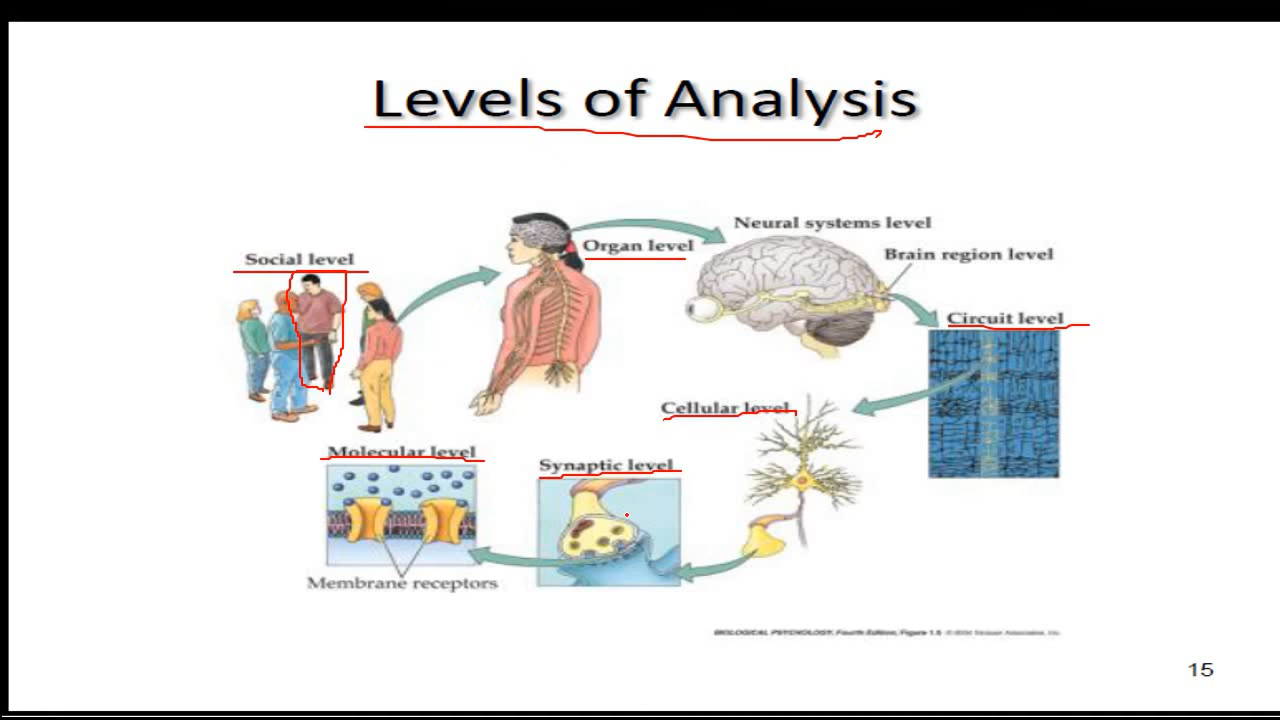 Levels of Analysis
Neural systems level
Organ level
Brain region level
Social level
Circuit level
Cellular level
Molecular level
Synaptic level
Membrane receptors
BIOLOGICAL PSYCHOLOGY, Fourth Edition, Figure 1.5 © 2004 Sinauer Associates, Inc.
15